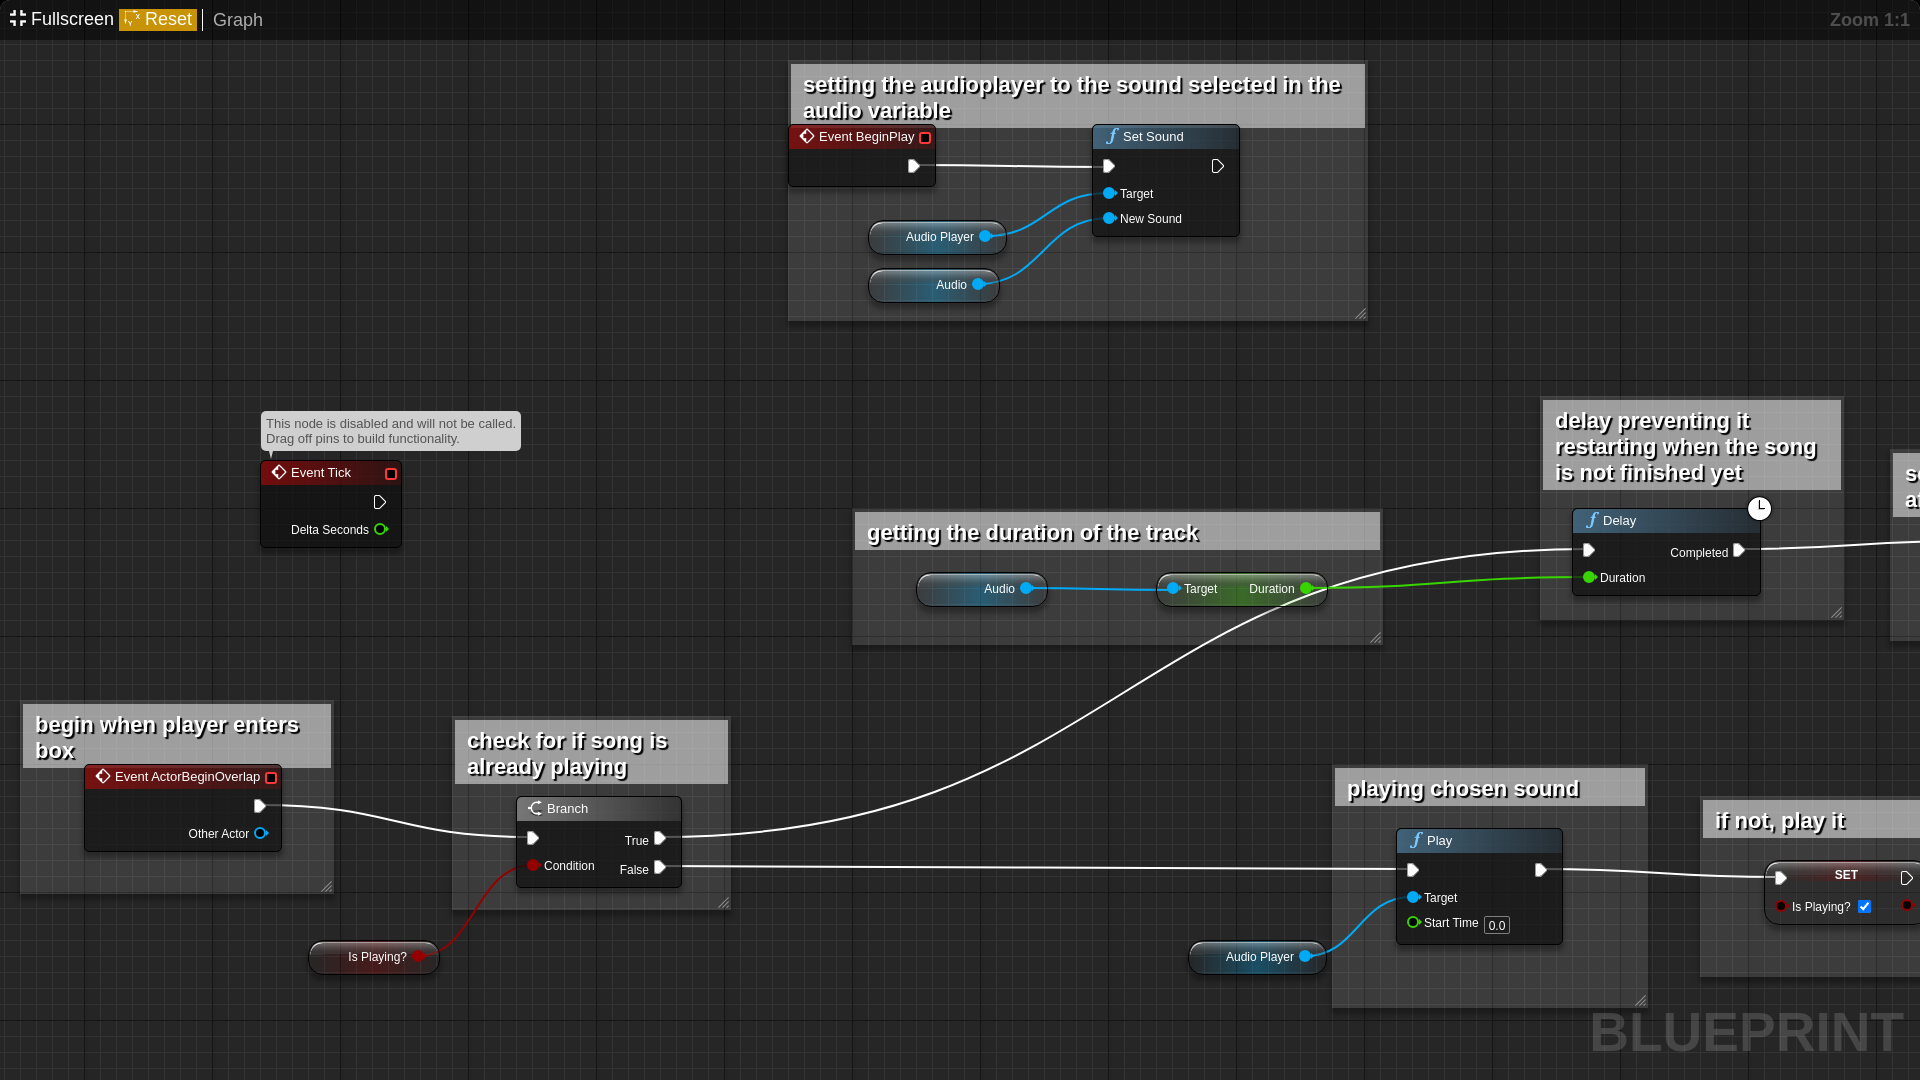 Fullscreen Reset Graph Zoom 1:1
setting the audioplayer to the sound selected in the
audio variable
Event BeginPlay
Set Sound
Target
New Sound
Audio Player
Audio
This node is disabled and will not be called.
Drag off pins to build functionality.
Event Tick
Delta Seconds
delay preventing it
restarting when the song
is not finished yet
Delay
Completed
Duration
getting the duration of the track
Audio
Target Duration
begin when player enters
box
Event ActorBeginOverlap
Other Actor
check for if song is
already playing
Branch
True
Condition
False
Is Playing?
playing chosen sound
Play
Target
Start Time 0.0
Audio Player
if not, play it
SET
Is Playing?
BLUEPRINT